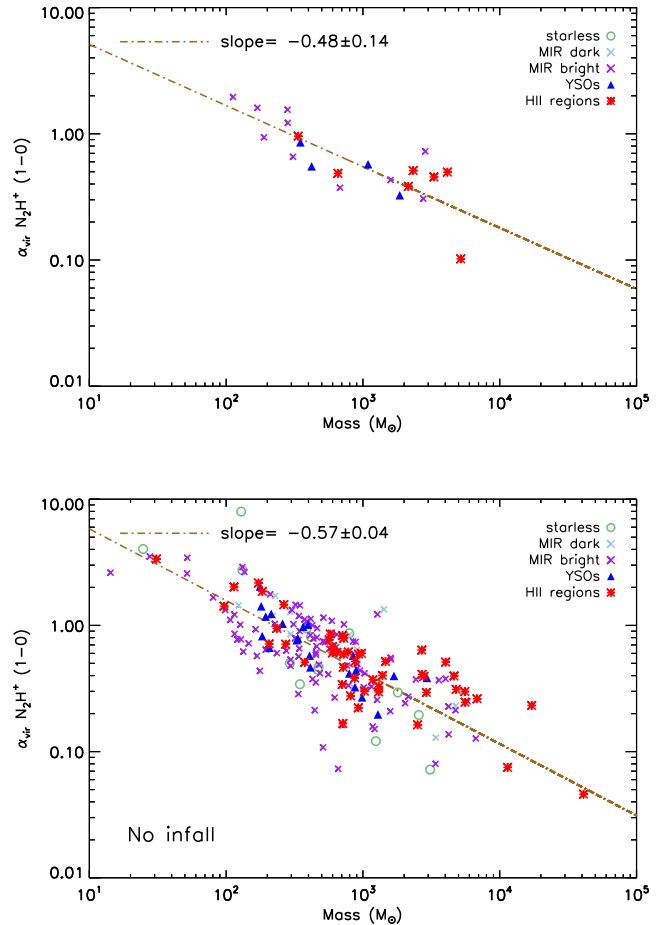 slope= −0.48±0.14
starless
MIR dark
MIR bright
YSOs
HII regions
10.00
1.00
0.10
0.01
α_vir N₂H⁺ (1−0)
10¹ 10² 10³ 10⁴ 10⁵
Mass (M☉)
slope= −0.57±0.04
starless
MIR dark
MIR bright
YSOs
HII regions
10.00
1.00
0.10
0.01
α_vir N₂H⁺ (1−0)
No infall
10¹ 10² 10³ 10⁴ 10⁵
Mass (M☉)